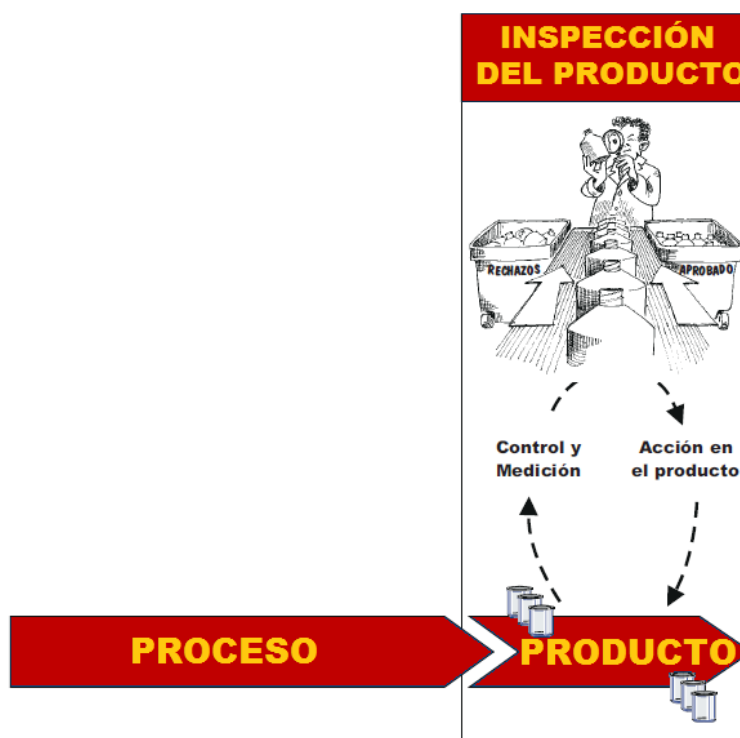 INSPECCIÓN
DEL PRODUCTO
RECHAZOS
APROBADO
Control y
Medición
Acción en
el producto
PROCESO
PRODUCTO